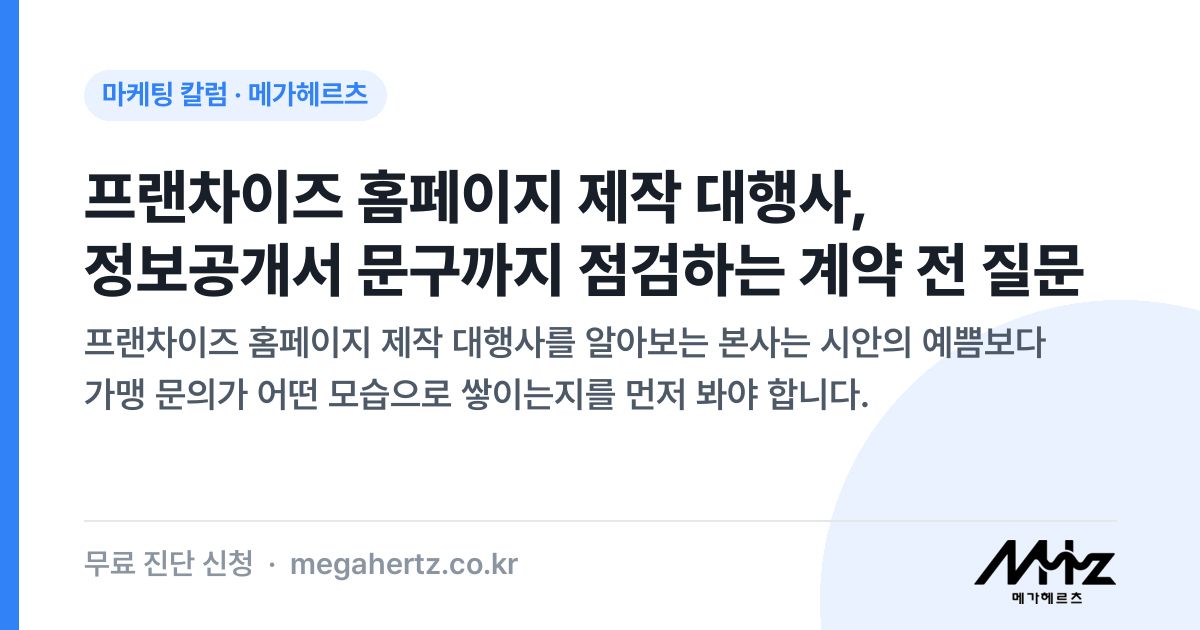 마케팅 칼럼 · 메가헤르츠
프랜차이즈 홈페이지 제작 대행사,
정보공개서 문구까지 점검하는 계약 전 질문
프랜차이즈 홈페이지 제작 대행사를 알아보는 본사는 시안의 예쁨보다
가맹 문의가 어떤 모습으로 쌓이는지를 먼저 봐야 합니다.
무료 진단 신청 · megahertz.co.kr
MHz
메가헤르츠